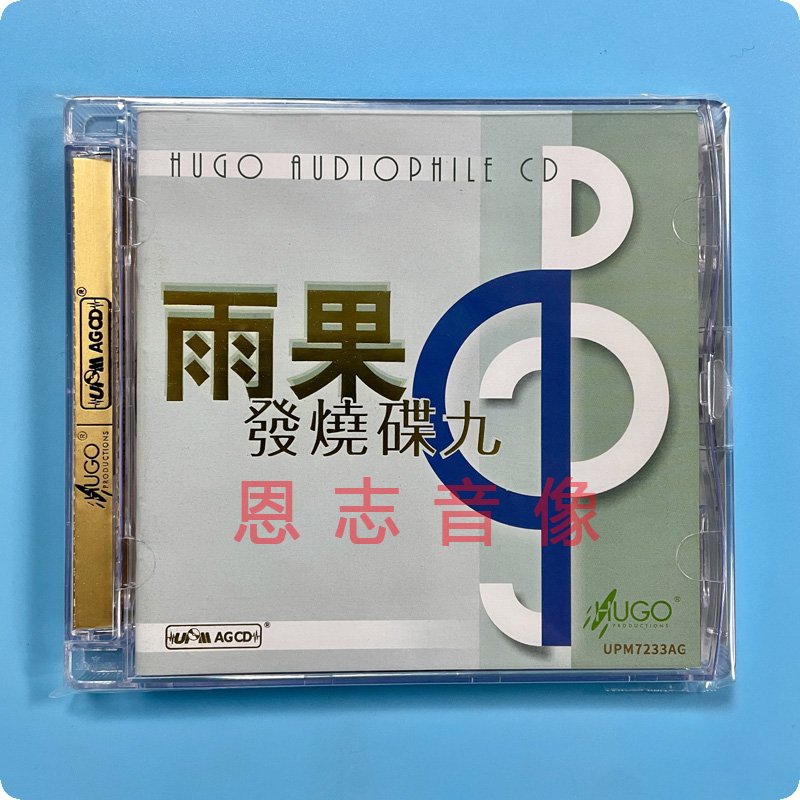 HUGO AUDIOPHILE CD
雨果
發燒碟九
恩志音像
UPM AGCD®
HUGO®
PRODUCTIONS
UPM7233AG
UPM AGCD®
HUGO®
PRODUCTIONS